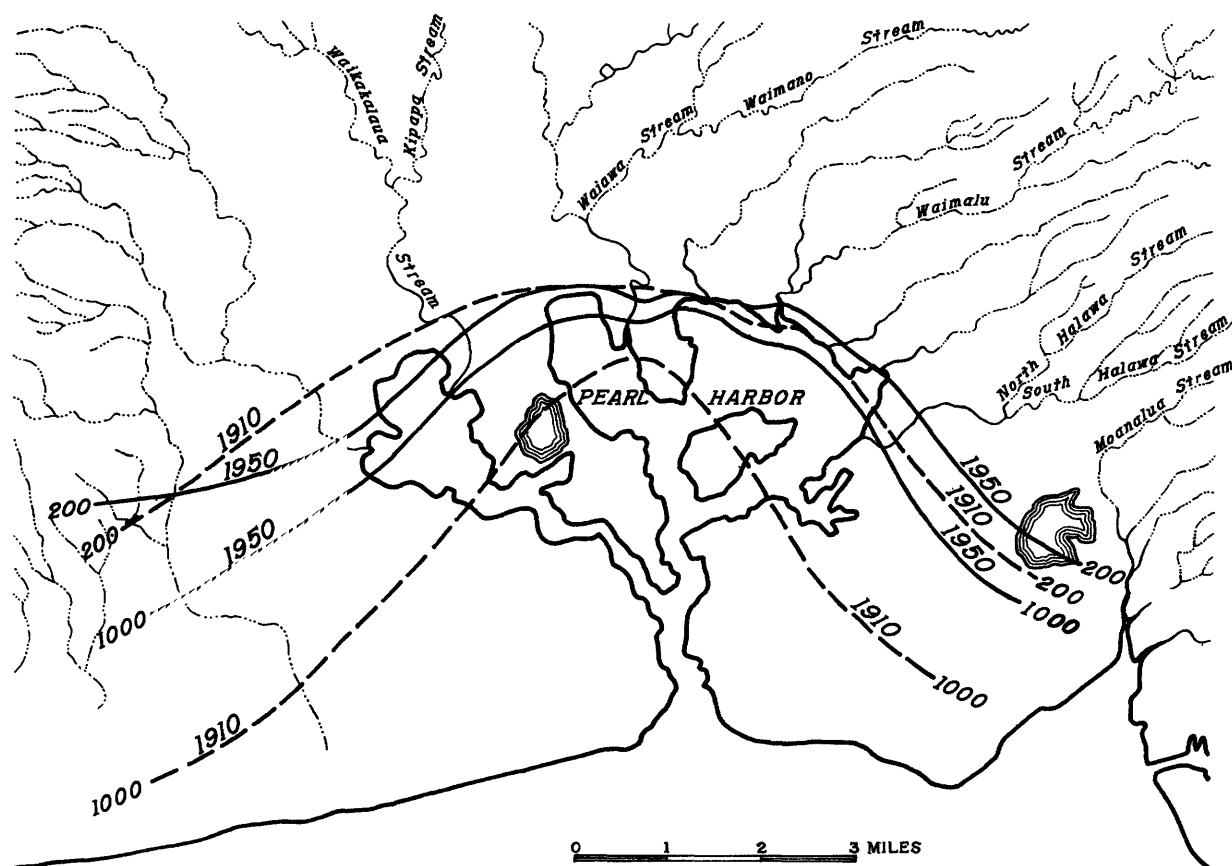 Waikakalaua
Kipapa Stream
Stream
Waiawa Stream
Waimano Stream
Waimalu Stream
North Halawa Stream
South Halawa Stream
Moanalua Stream
PEARL HARBOR
1910
1950
200
200
1950
1000
1910
1000
1950
1910
1950
200
200
1000
1910
1000
0 1 2 3 MILES